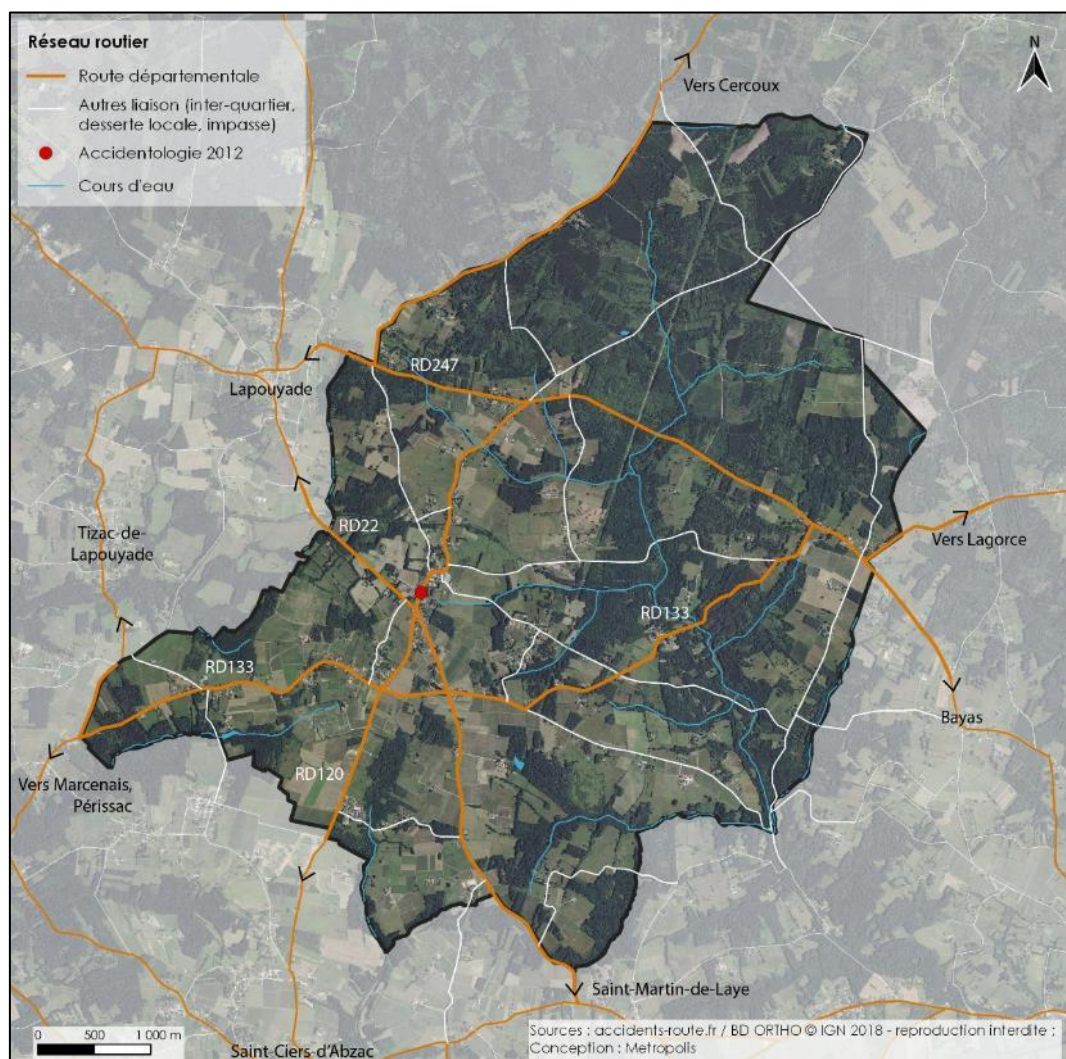 Réseau routier
Route départementale
Autres liaison (inter-quartier,
desserte locale, impasse)
Accidentologie 2012
Cours d'eau
N
Vers Cercoux
RD247
Lapouyade
RD22
Tizac-de-
Lapouyade
Vers Lagorce
RD133
RD133
Bayas
RD120
Vers Marcenais,
Périssac
Saint-Martin-de-Laye
0 500 1 000 m
Saint-Ciers-d'Abzac
Sources : accidents-route.fr / BD ORTHO © IGN 2018 - reproduction interdite ;
Conception : Metropolis